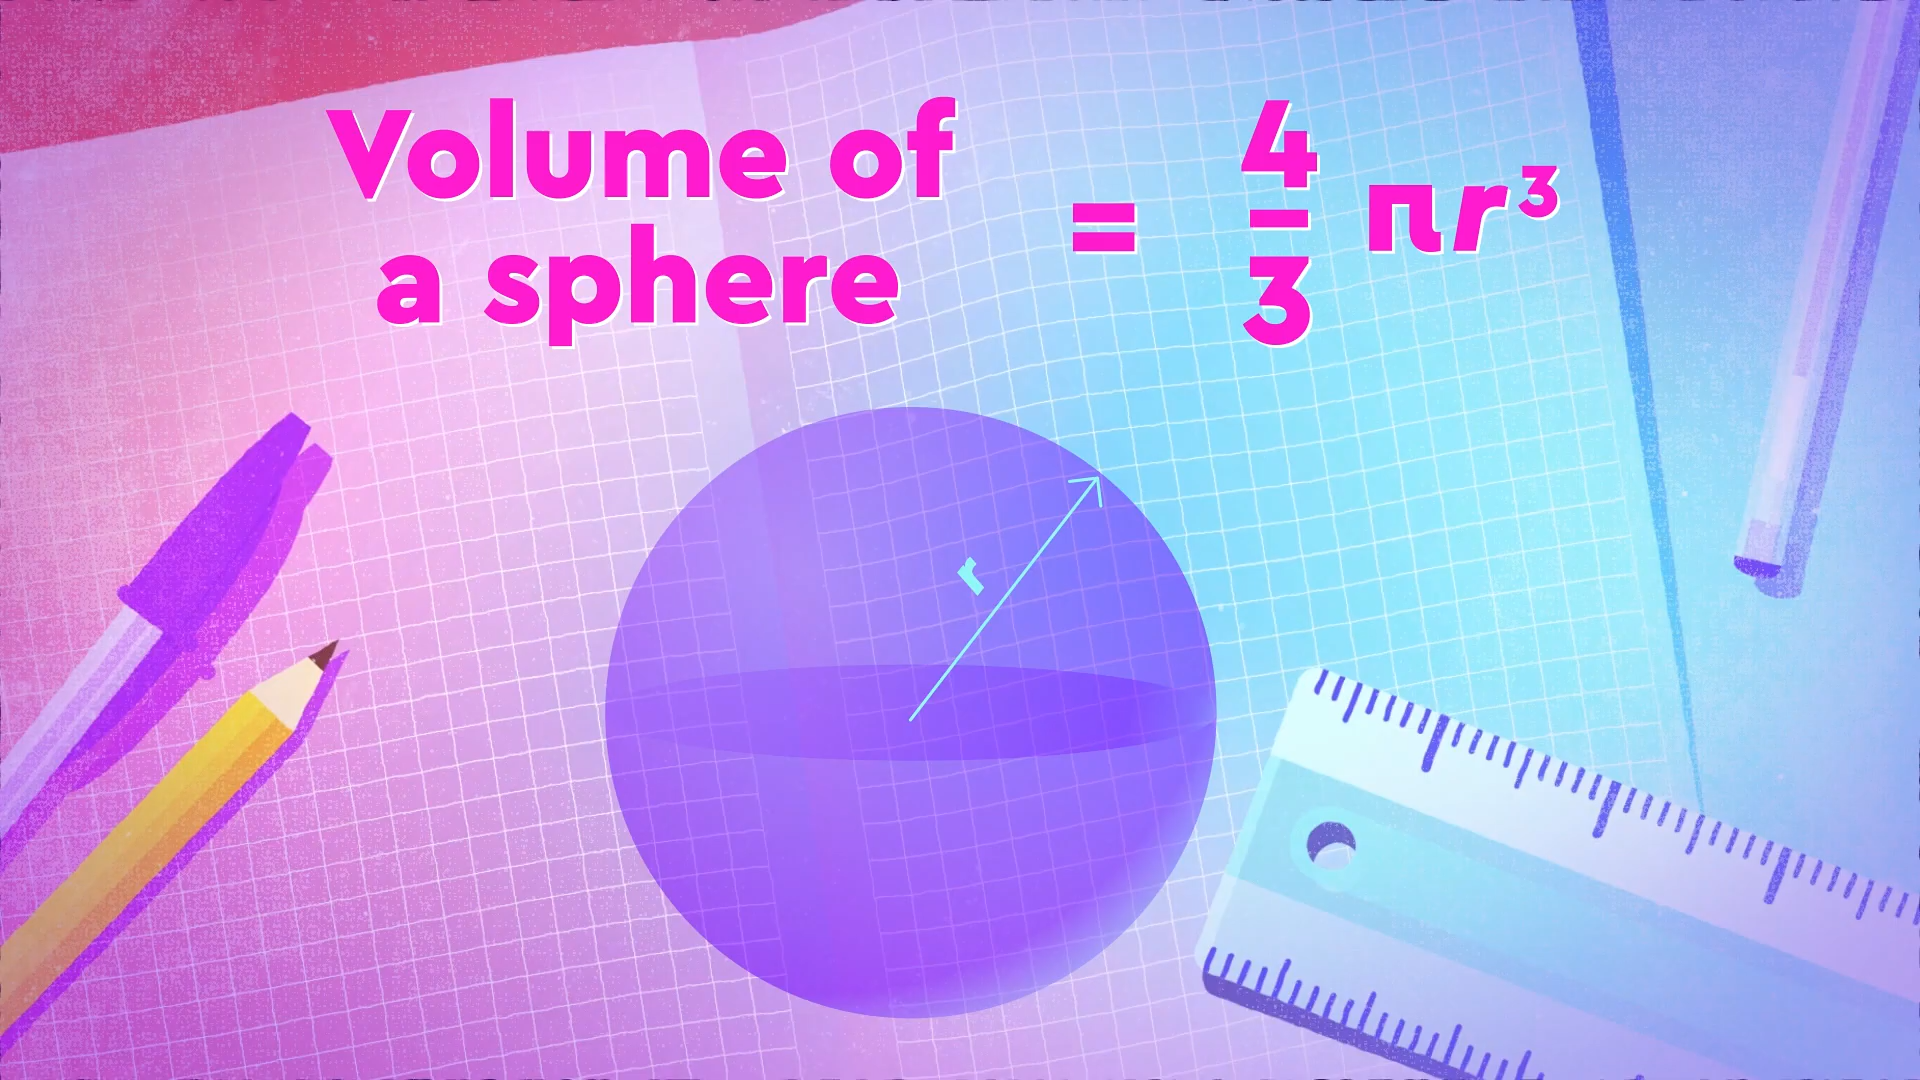 Volume of
a sphere
= 4/3 πr³
r